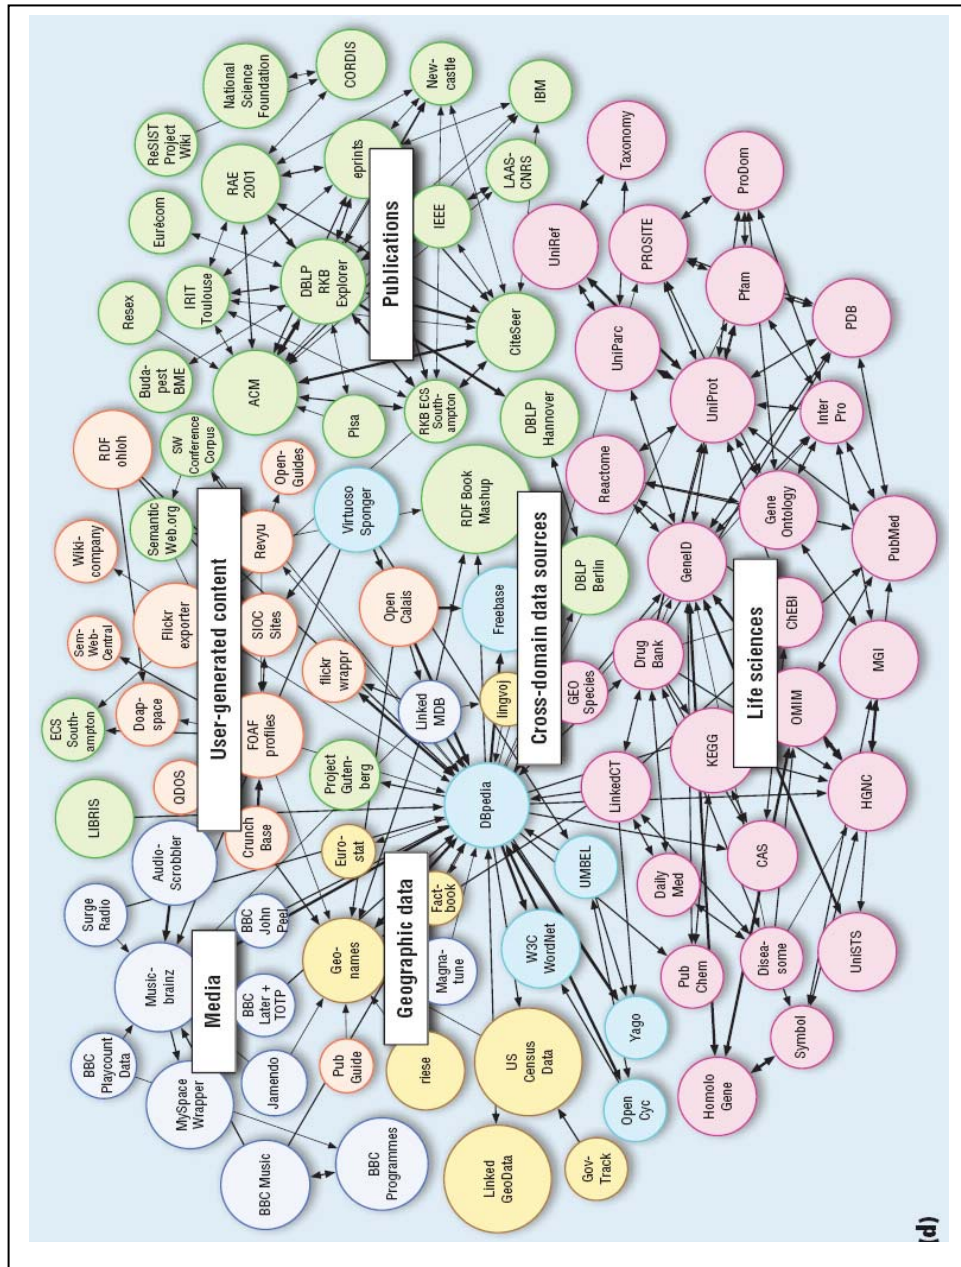 BBC
Playcount
Data
Surge
Radio
LIBRIS
ECS
South-
ampton
Sem-
Web-
Central
Wiki-
company
RDF
ohloh
Buda-
pest
BME
Resex
Eurécom
ReSIST
Project
Wiki
National
Science
Foundation
Music-
brainz
Audio-
Scrobbler
QDOS
Doap-
space
Flickr
exporter
Semantic
Web.org
SW
Conference
Corpus
IRIT
Toulouse
RAE
2001
CORDIS
MySpace
Wrapper
Media
User-generated content
ACM
BBC Music
Jamendo
BBC
Later +
TOTP
BBC
John
Peel
Crunch
Base
FOAF
profiles
SIOC
Sites
Revyu
Open-
Guides
DBLP
RKB
Explorer
eprints
New-
castle
BBC
Programmes
Pub
Guide
Geo-
names
Euro-
stat
Project
Guten-
berg
flickr
wrappr
Virtuoso
Sponger
Pisa
Publications
riese
Geographic data
Magna-
tune
Fact-
book
Linked
MDB
Open
Calais
RKB ECS
South-
ampton
IEEE
Linked
GeoData
US
Census
Data
W3C
WordNet
DBpedia
lingvoj
Freebase
RDF Book
Mashup
CiteSeer
LAAS-
CNRS
IBM
Cross-domain data sources
DBLP
Hannover
Gov-
Track
Open
Cyc
Yago
UMBEL
GEO
Species
DBLP
Berlin
UniRef
Taxonomy
LinkedCT
Drug
Bank
Reactome
UniParc
PROSITE
Daily
Med
Pub
Chem
KEGG
GeneID
UniProt
Pfam
ProDom
Homolo
Gene
Life sciences
Disea-
some
CAS
OMIM
ChEBI
Gene
Ontology
Inter
Pro
PDB
Symbol
UniSTS
HGNC
MGI
PubMed
(d)